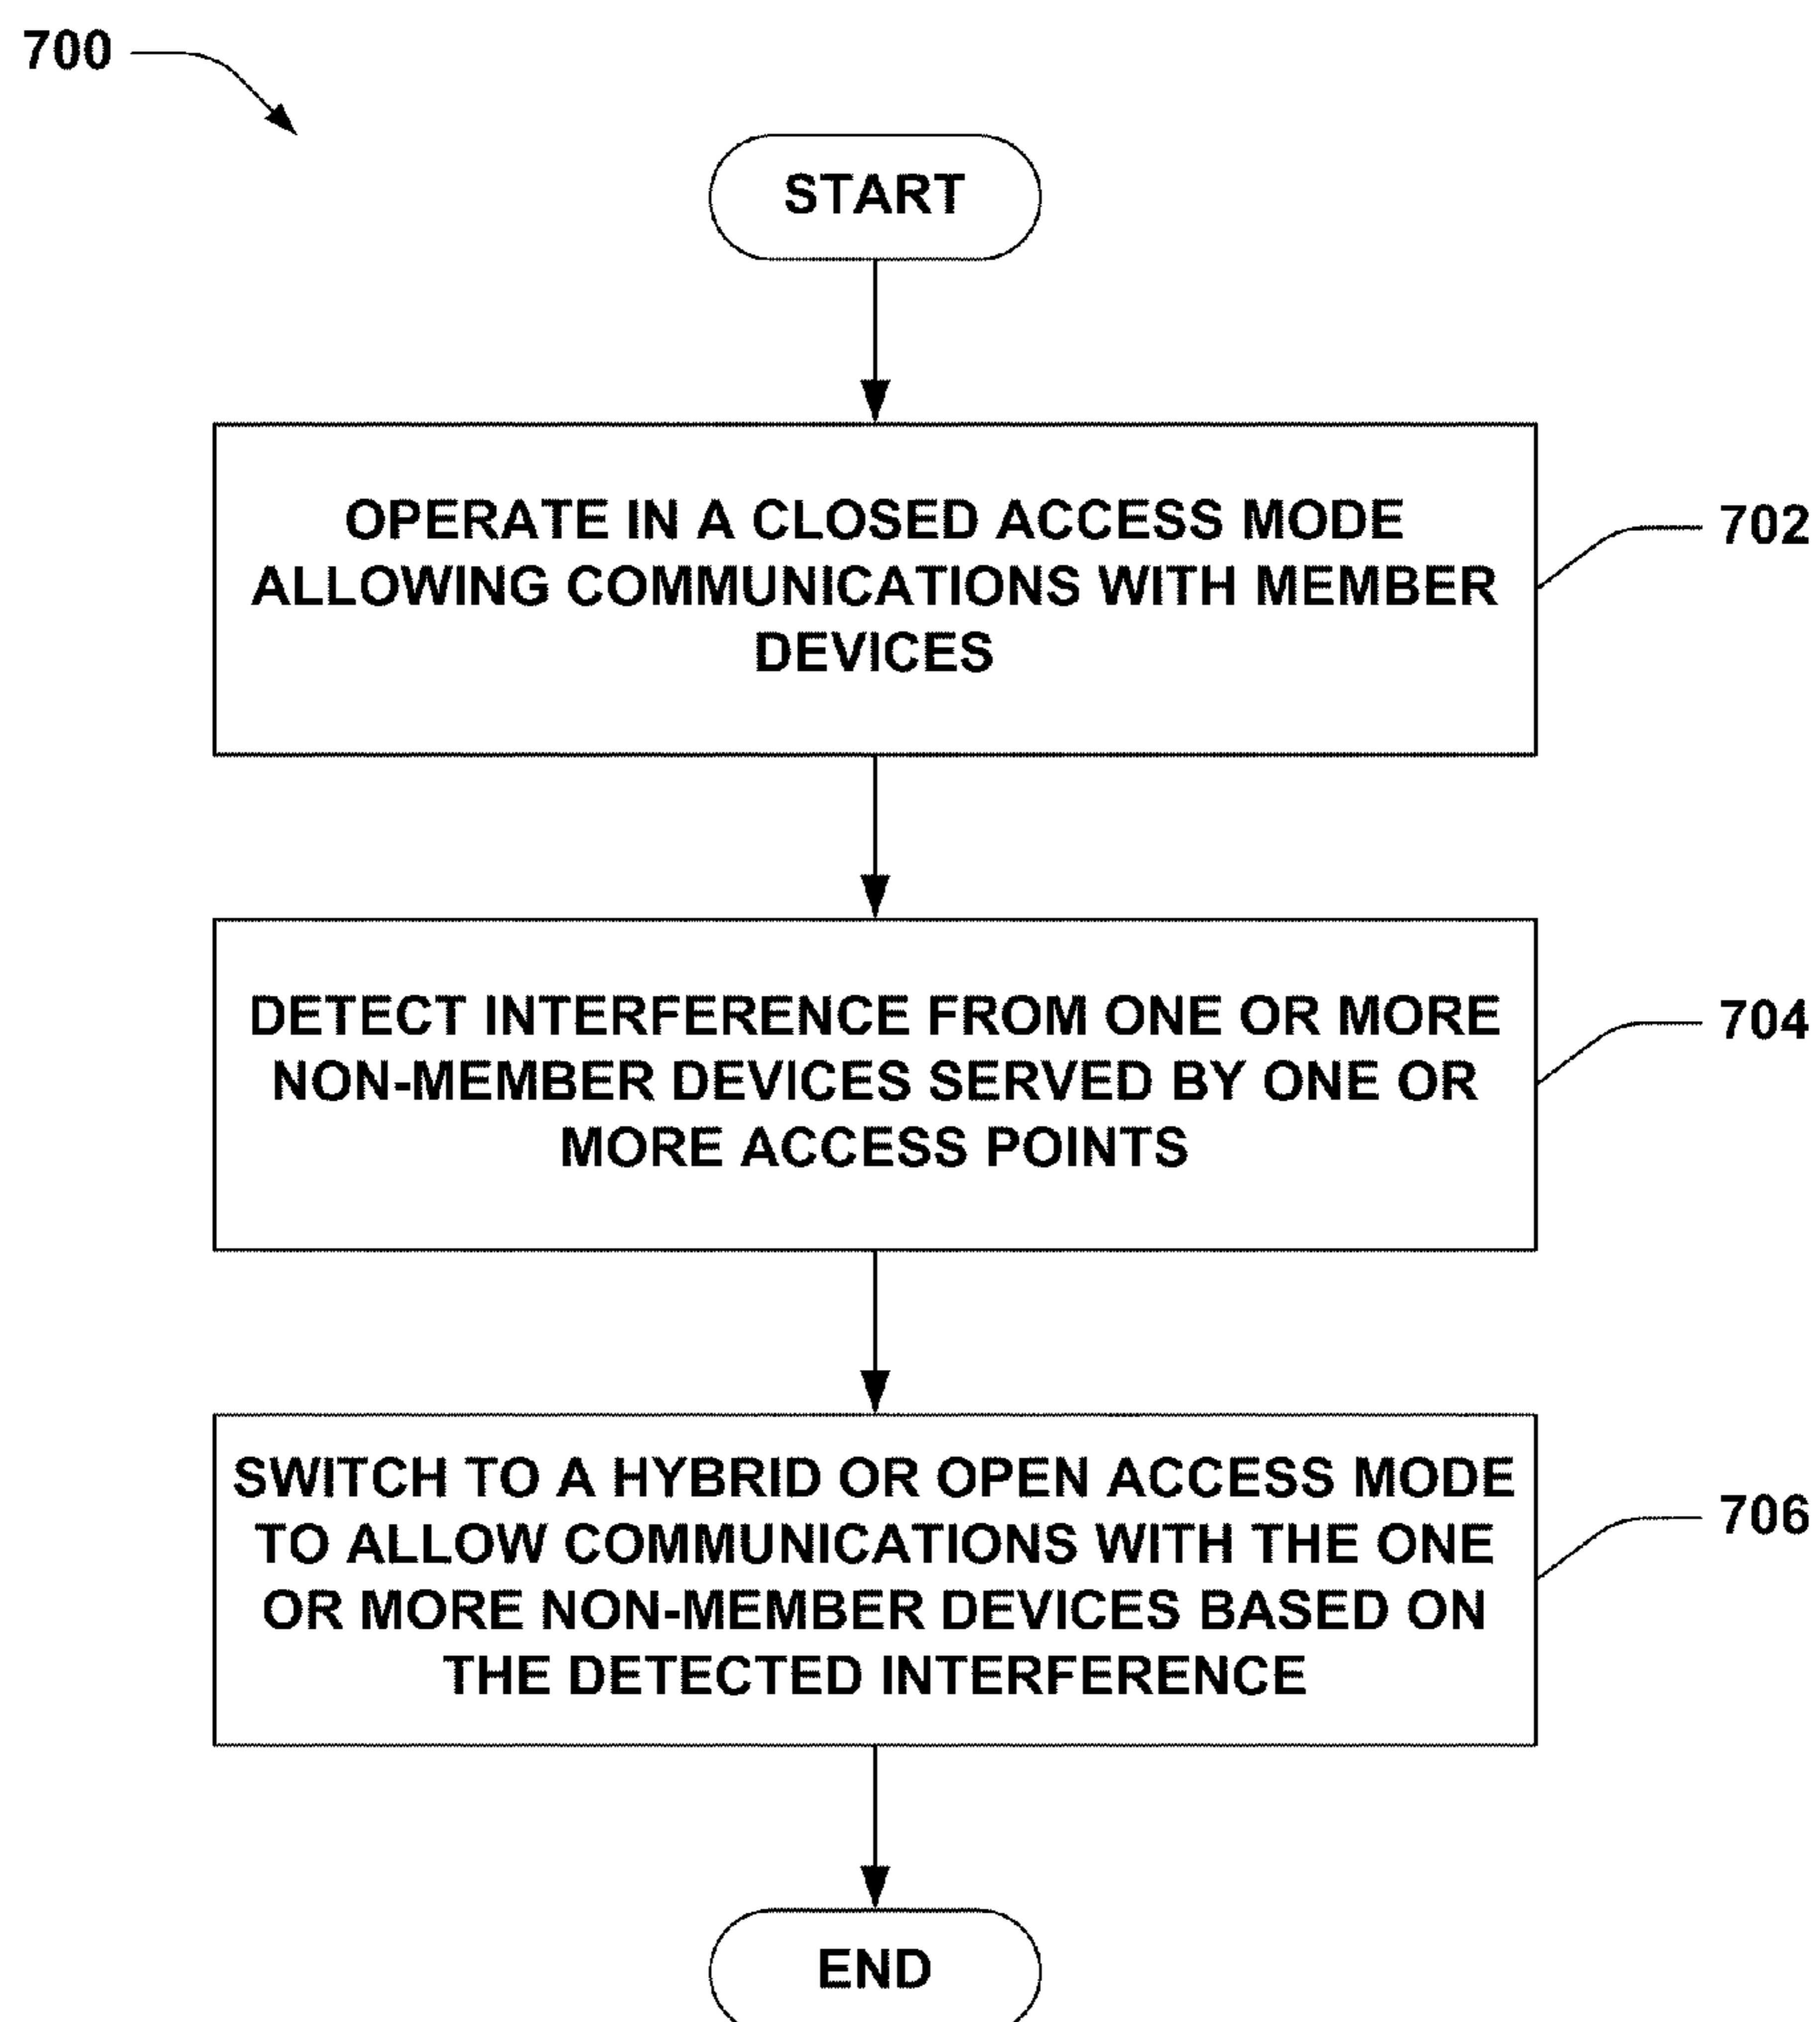 700
START
OPERATE IN A CLOSED ACCESS MODE
ALLOWING COMMUNICATIONS WITH MEMBER
DEVICES
702
DETECT INTERFERENCE FROM ONE OR MORE
NON-MEMBER DEVICES SERVED BY ONE OR
MORE ACCESS POINTS
704
SWITCH TO A HYBRID OR OPEN ACCESS MODE
TO ALLOW COMMUNICATIONS WITH THE ONE
OR MORE NON-MEMBER DEVICES BASED ON
THE DETECTED INTERFERENCE
706
END